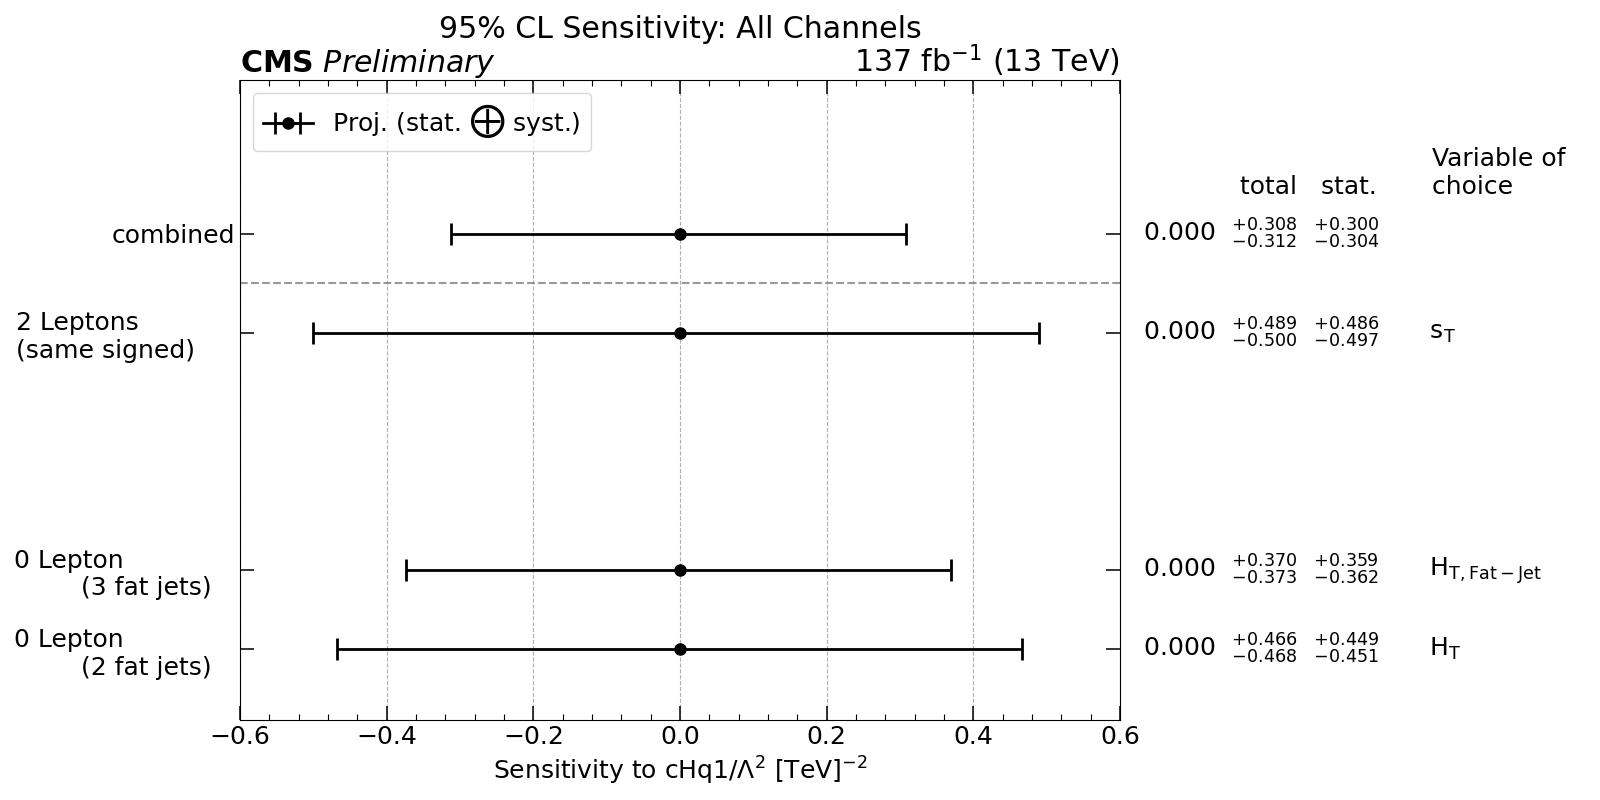 95% CL Sensitivity: All Channels
CMS Preliminary 137 fb⁻¹ (13 TeV)
Proj. (stat. ⊕ syst.)
Variable of
total stat. choice
combined 0.000 +0.308 −0.312 +0.300 −0.304
2 Leptons
(same signed) 0.000 +0.489 −0.500 +0.486 −0.497 s_T
0 Lepton
(3 fat jets) 0.000 +0.370 −0.373 +0.359 −0.362 H_T, Fat−Jet
0 Lepton
(2 fat jets) 0.000 +0.466 −0.468 +0.449 −0.451 H_T
−0.6 −0.4 −0.2 0.0 0.2 0.4 0.6
Sensitivity to cHq1/Λ² [TeV]⁻²